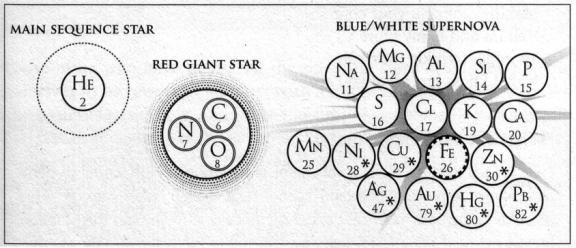 MAIN SEQUENCE STAR
HE
2
RED GIANT STAR
C
6
N
7
O
8
BLUE/WHITE SUPERNOVA
NA
11
MG
12
AL
13
SI
14
P
15
S
16
CL
17
K
19
CA
20
MN
25
NI
28*
CU
29*
FE
26
ZN
30*
AG
47*
AU
79*
HG
80*
PB
82*